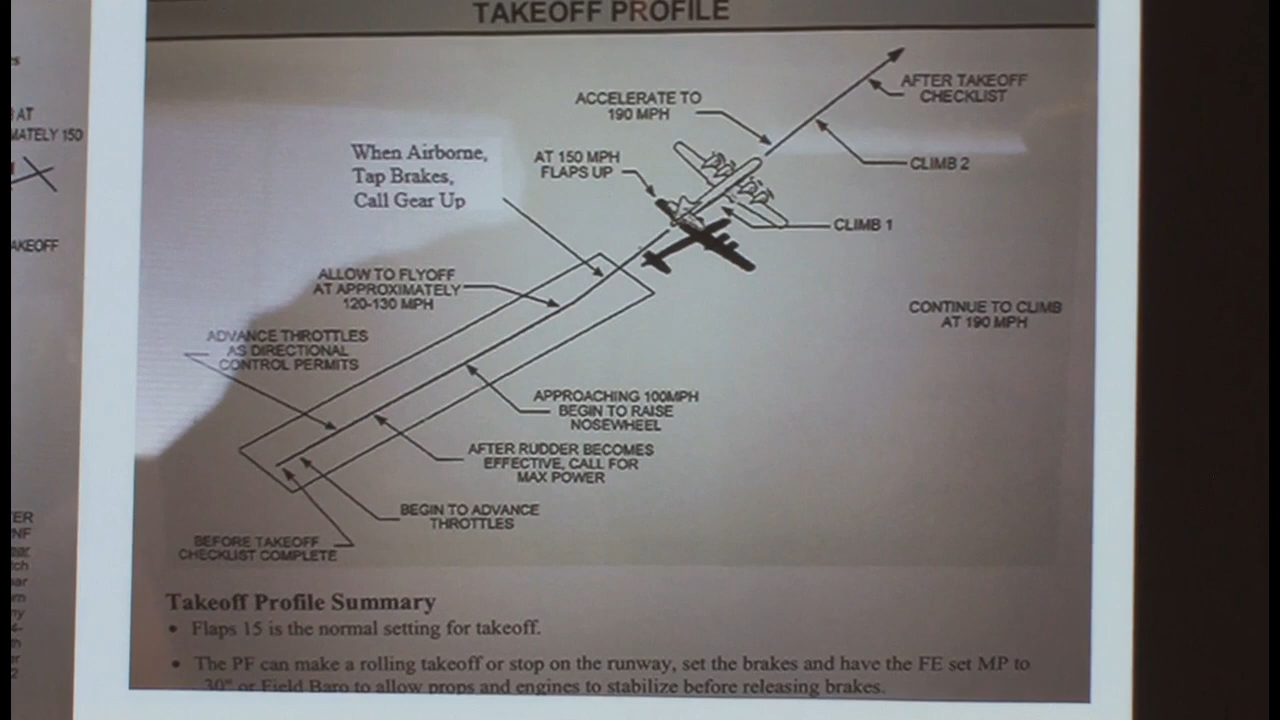 TAKEOFF PROFILE
AT
MATELY 150
AKEOFF
ER
NF
AFTER TAKEOFF
CHECKLIST
ACCELERATE TO
190 MPH
When Airborne,
Tap Brakes,
Call Gear Up
AT 150 MPH
FLAPS UP
CLIMB 2
CLIMB 1
ALLOW TO FLYOFF
AT APPROXIMATELY
120-130 MPH
CONTINUE TO CLIMB
AT 190 MPH
ADVANCE THROTTLES
AS DIRECTIONAL
CONTROL PERMITS
APPROACHING 100MPH
BEGIN TO RAISE
NOSEWHEEL
AFTER RUDDER BECOMES
EFFECTIVE, CALL FOR
MAX POWER
BEGIN TO ADVANCE
THROTTLES
BEFORE TAKEOFF
CHECKLIST COMPLETE
Takeoff Profile Summary
• Flaps 15 is the normal setting for takeoff.
• The PF can make a rolling takeoff or stop on the runway, set the brakes and have the FE set MP to
30" or Field Baro to allow props and engines to stabilize before releasing brakes.